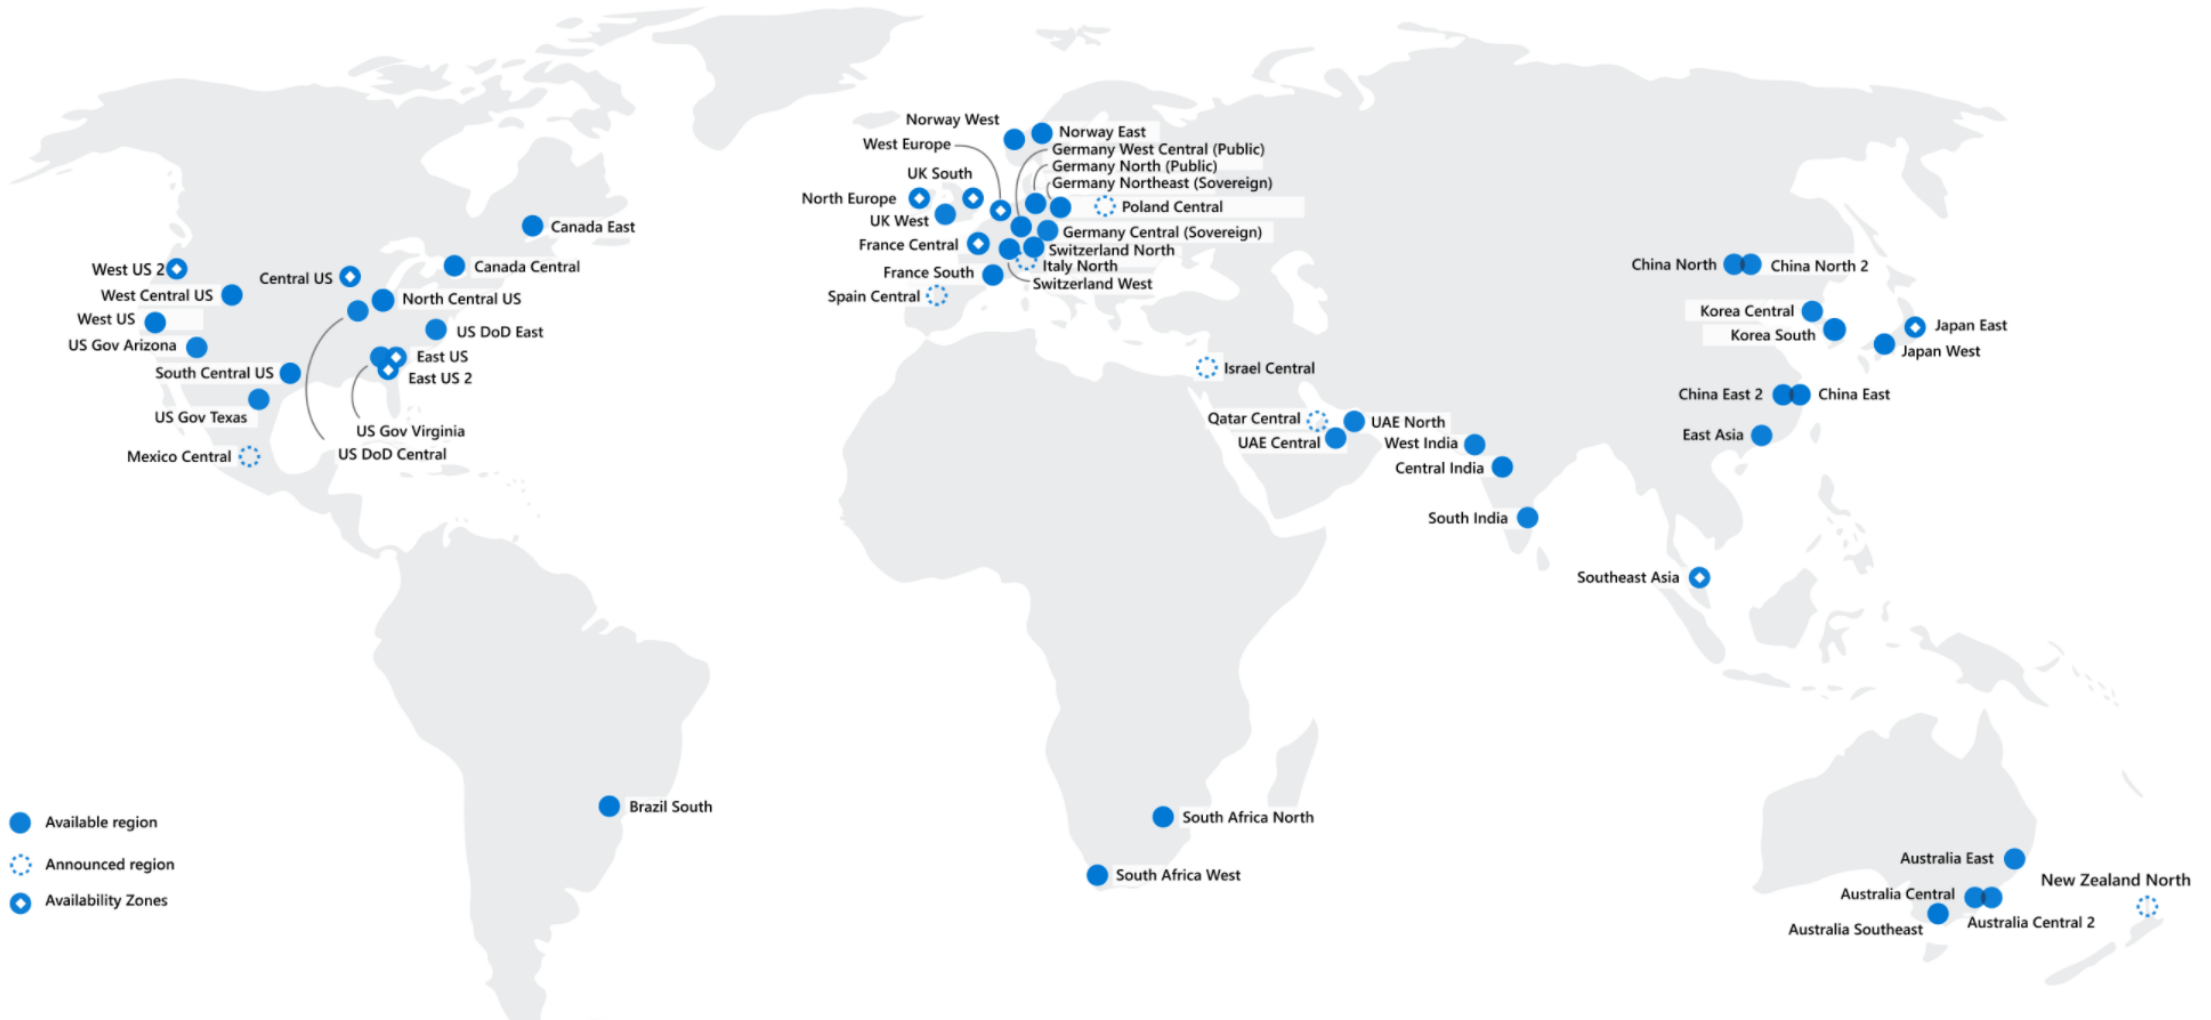 Norway West
Norway East
West Europe
Germany West Central (Public)
Germany North (Public)
UK South
Germany Northeast (Sovereign)
North Europe
Poland Central
UK West
Germany Central (Sovereign)
France Central
Switzerland North
Italy North
France South
Switzerland West
Spain Central
Canada East
Canada Central
West US 2
Central US
West Central US
North Central US
West US
US DoD East
US Gov Arizona
East US
South Central US
East US 2
US Gov Texas
US Gov Virginia
US DoD Central
Mexico Central
China North
China North 2
Korea Central
Korea South
Japan East
Japan West
Israel Central
China East 2
China East
Qatar Central
UAE North
UAE Central
West India
East Asia
Central India
South India
Southeast Asia
Brazil South
South Africa North
South Africa West
Available region
Announced region
Availability Zones
Australia East
New Zealand North
Australia Central
Australia Central 2
Australia Southeast